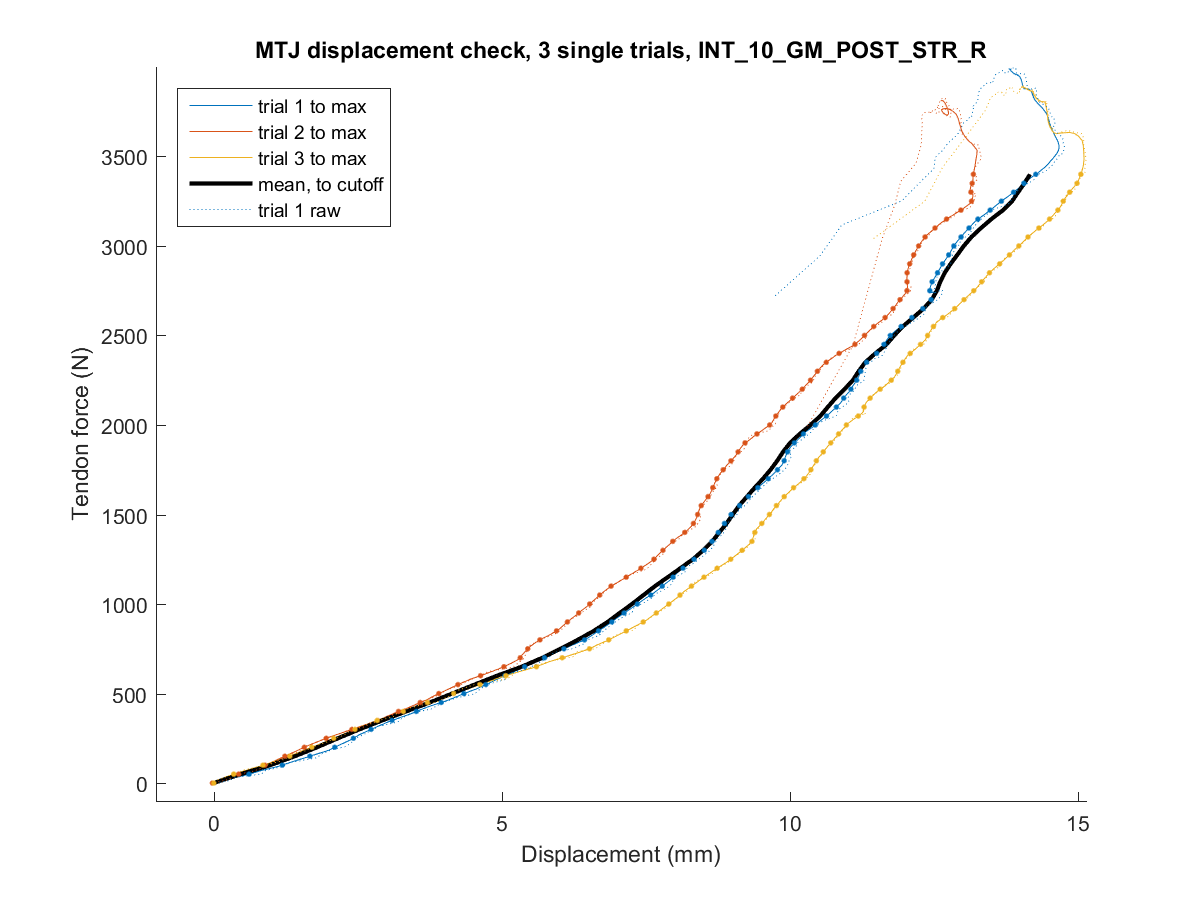 MTJ displacement check, 3 single trials, INT_10_GM_POST_STR_R
trial 1 to max
trial 2 to max
trial 3 to max
mean, to cutoff
trial 1 raw
Tendon force (N)
3500
3000
2500
2000
1500
1000
500
0
0
5
10
15
Displacement (mm)